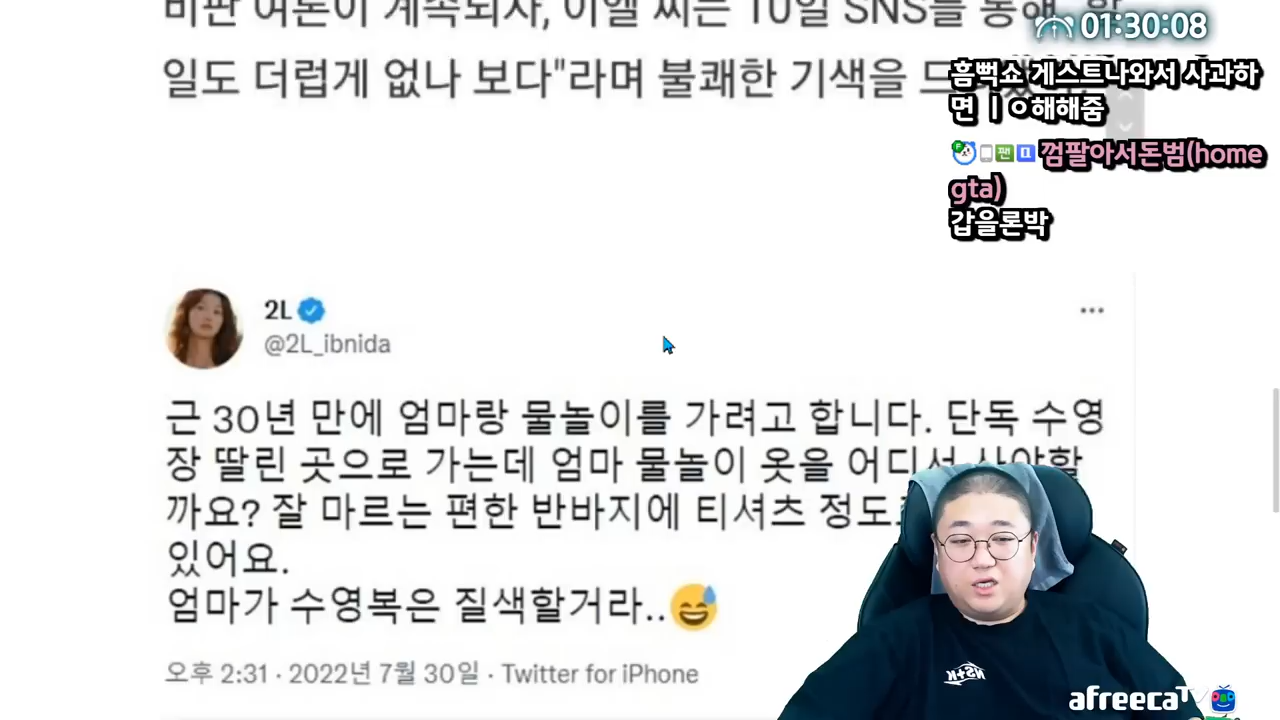 비판 여론이 계속되자, 이엘 씨는 10일 SNS를 통해
일도 더럽게 없나 보다"라며 불쾌한 기색을
01:30:08
흠뻑쇼 게스트나와서 사과하
면 ㅣㅇ해해줌
껌팔아서돈범(home
gta)
갑을론박
2L
@2L_ibnida
근 30년 만에 엄마랑 물놀이를 가려고 합니다. 단독 수영
장 딸린 곳으로 가는데 엄마 물놀이 옷을 어디서 사야할
까요? 잘 마르는 편한 반바지에 티셔츠 정도
있어요.
엄마가 수영복은 질색할거라..😅
오후 2:31 · 2022년 7월 30일 · Twitter for iPhone
afreecaTV